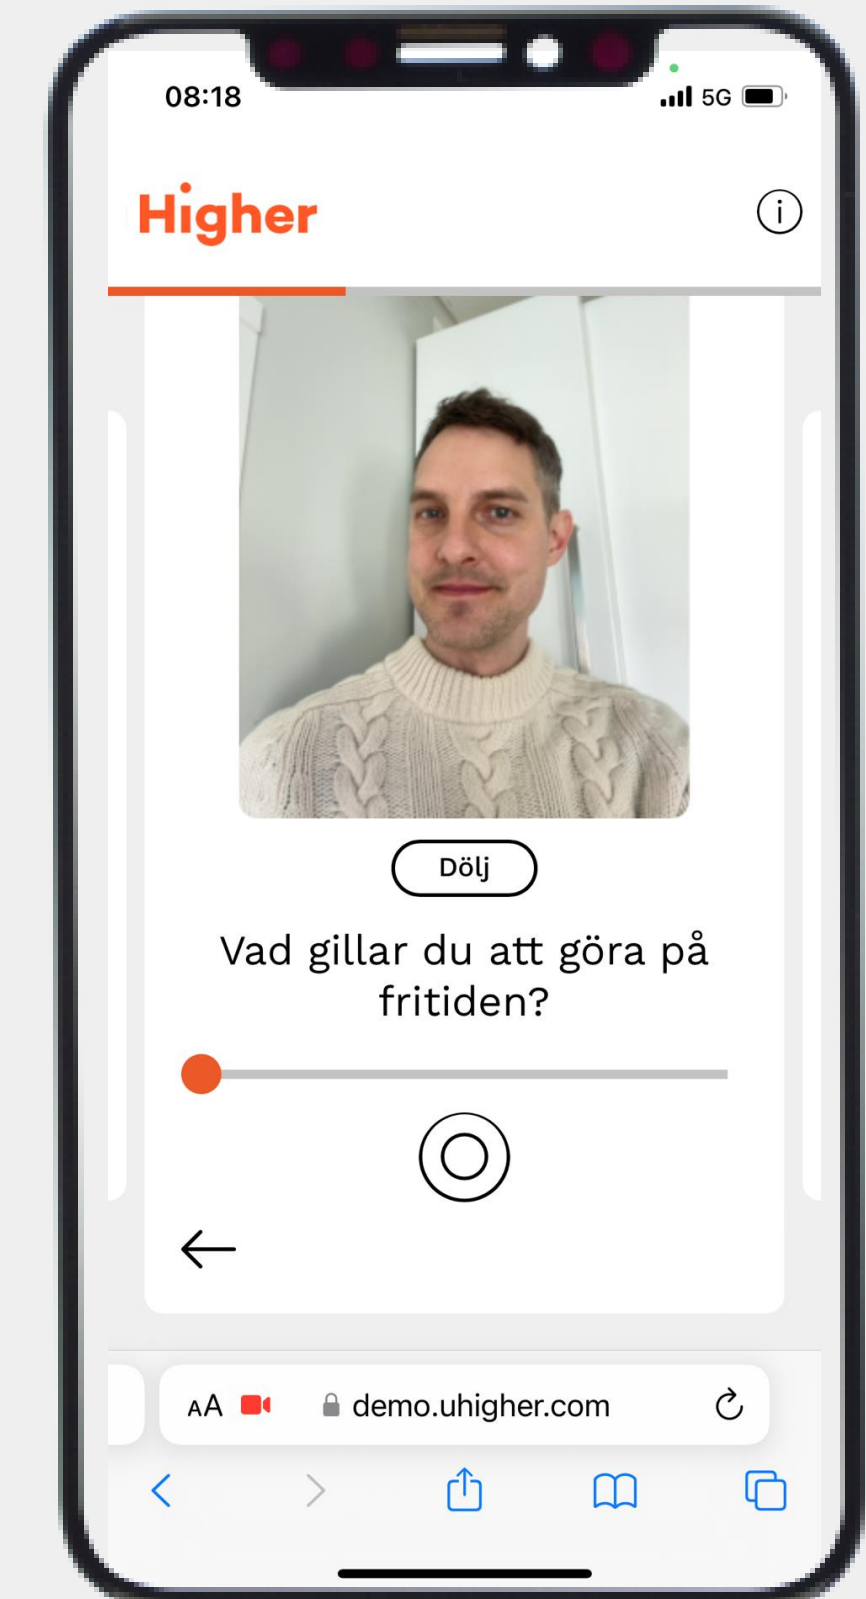 08:18
5G
Higher
Dölj
Vad gillar du att göra på
fritiden?
AA
demo.uhigher.com